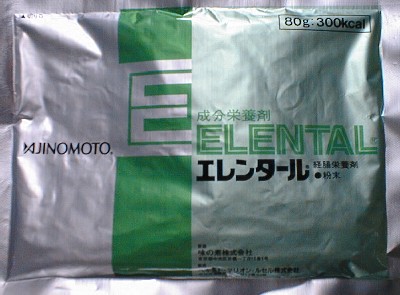 80g:300kcal
E
成分栄養剤
ELENTAL®
AJINOMOTO®
エレンタール 経腸栄養剤
●粉末
味の素株式会社